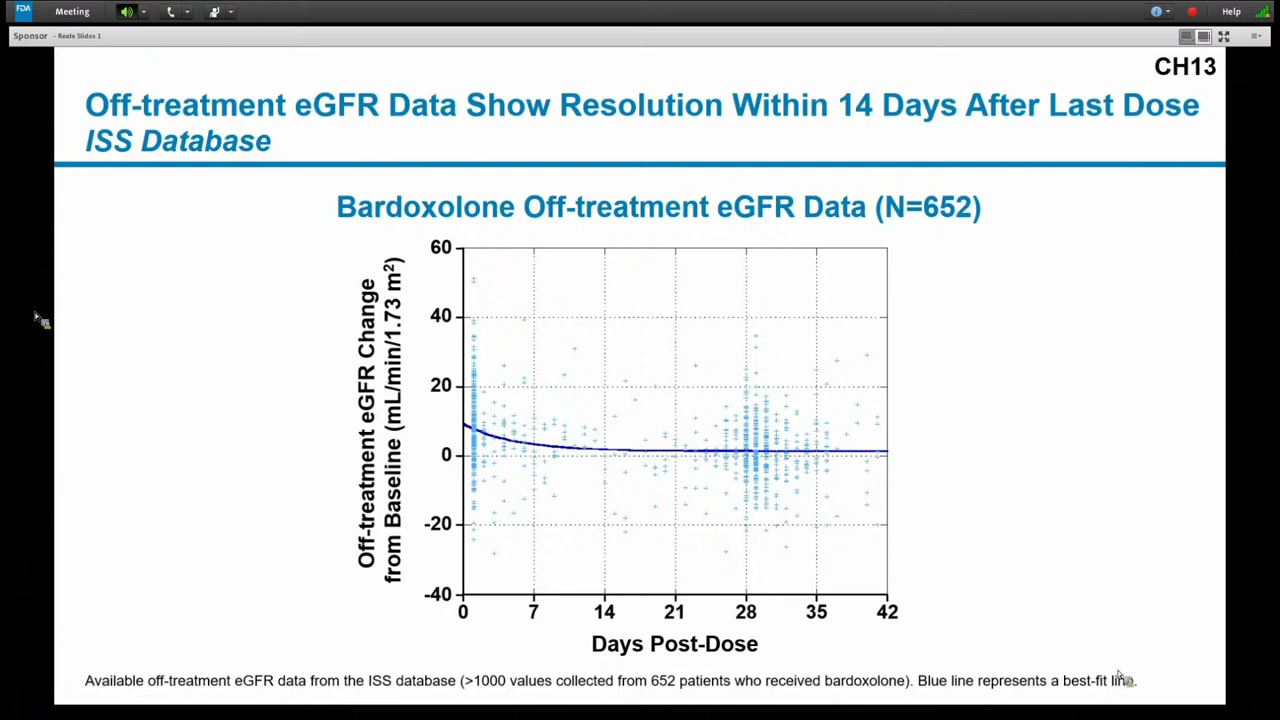 FDA
Meeting
Help
Sponsor - Reata Slides 1
CH13
Off-treatment eGFR Data Show Resolution Within 14 Days After Last Dose
ISS Database
Bardoxolone Off-treatment eGFR Data (N=652)
Off-treatment eGFR Change
from Baseline (mL/min/1.73 m²)
60
40
20
0
-20
-40
0 7 14 21 28 35 42
Days Post-Dose
Available off-treatment eGFR data from the ISS database (>1000 values collected from 652 patients who received bardoxolone). Blue line represents a best-fit line.